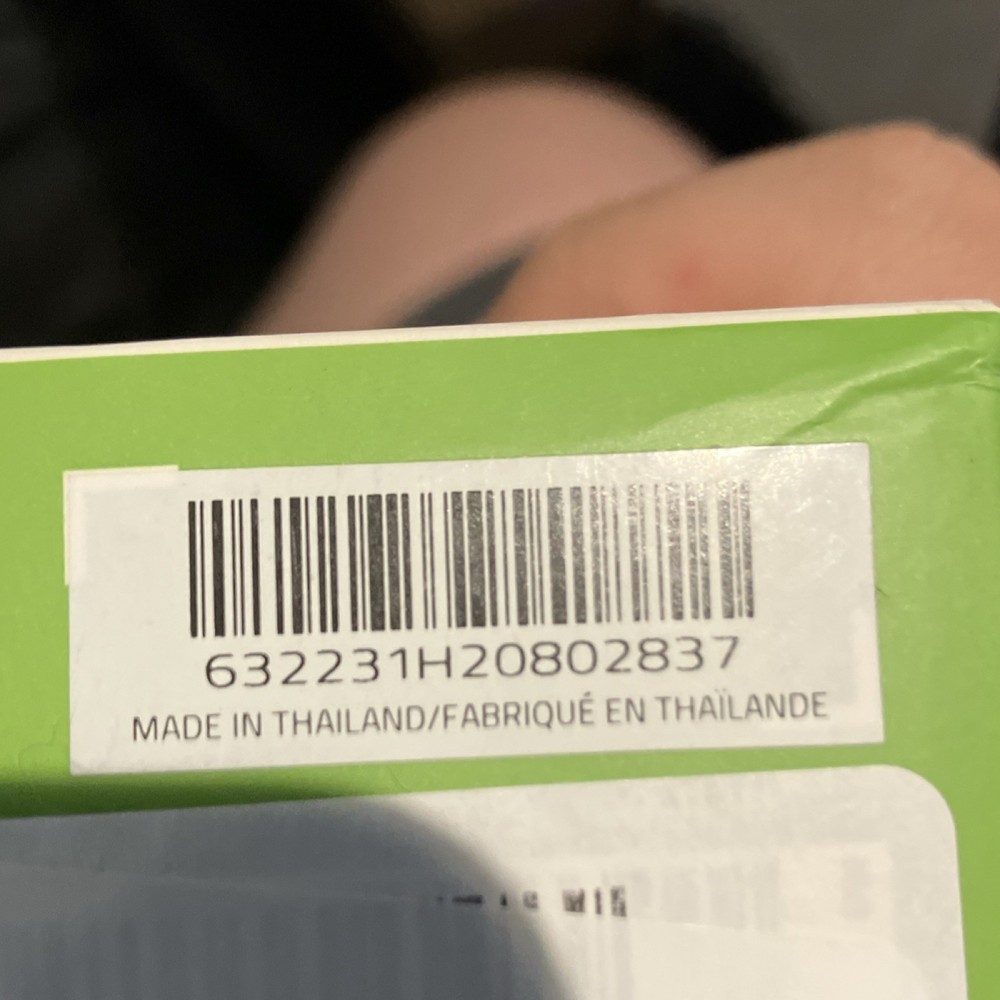 632231H20802837
MADE IN THAILAND/FABRIQUÉ EN THAÏLANDE